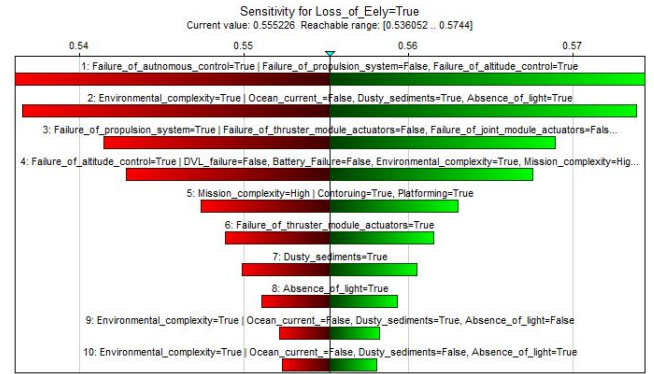 Sensitivity for Loss_of_Eely=True
Current value: 0.555226 Reachable range: [0.536052 .. 0.5744]
0.54 0.55 0.56 0.57
1: Failure_of_autnomous_control=True | Failure_of_propulsion_system=False, Failure_of_altitude_control=True
2: Environmental_complexity=True | Ocean_current_=False, Dusty_sediments=True, Absence_of_light=True
3: Failure_of_propulsion_system=True | Failure_of_thruster_module_actuators=False, Failure_of_joint_module_actuators=Fals...
4: Failure_of_altitude_control=True | DVL_failure=False, Battery_Failure=False, Environmental_complexity=True, Mission_complexity=Hig...
5: Mission_complexity=High | Contoruing=True, Platforming=True
6: Failure_of_thruster_module_actuators=True
7: Dusty_sediments=True
8: Absence_of_light=True
9: Environmental_complexity=True | Ocean_current_=False, Dusty_sediments=True, Absence_of_light=False
10: Environmental_complexity=True | Ocean_current_=False, Dusty_sediments=False, Absence_of_light=True